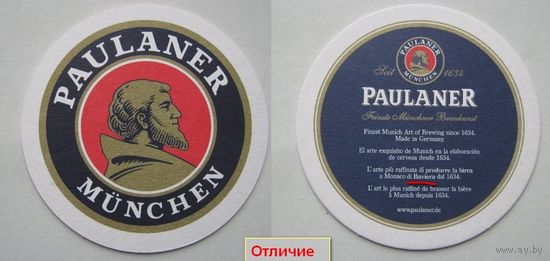 PAULANER
MÜNCHEN
PAULANER
MÜNCHEN
Seit 1634
PAULANER
Feinste Münchner Braukunst
Finest Munich Art of Brewing since 1634.
Made in Germany.
El arte exquisito de Munich en la elaboración
de cerveza desde 1634.
L'arte più raffinata di produrre la birra
a Monaco di Baviera dal 1634.
L'art le plus raffiné de brasser la bière
à Munich depuis 1634.
www.paulaner.de
Отличие
www.ay.by